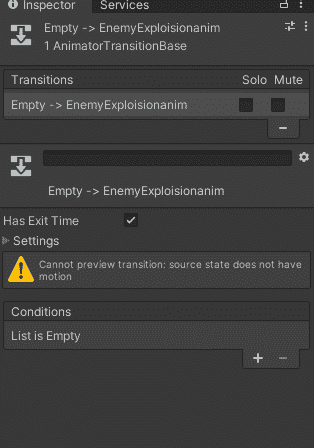 Inspector
Services
Empty -> EnemyExploisionanim
1 AnimatorTransitionBase
Transitions Solo Mute
Empty -> EnemyExploisionanim
Empty -> EnemyExploisionanim
Has Exit Time
Settings
Cannot preview transition: source state does not have
motion
Conditions
List is Empty